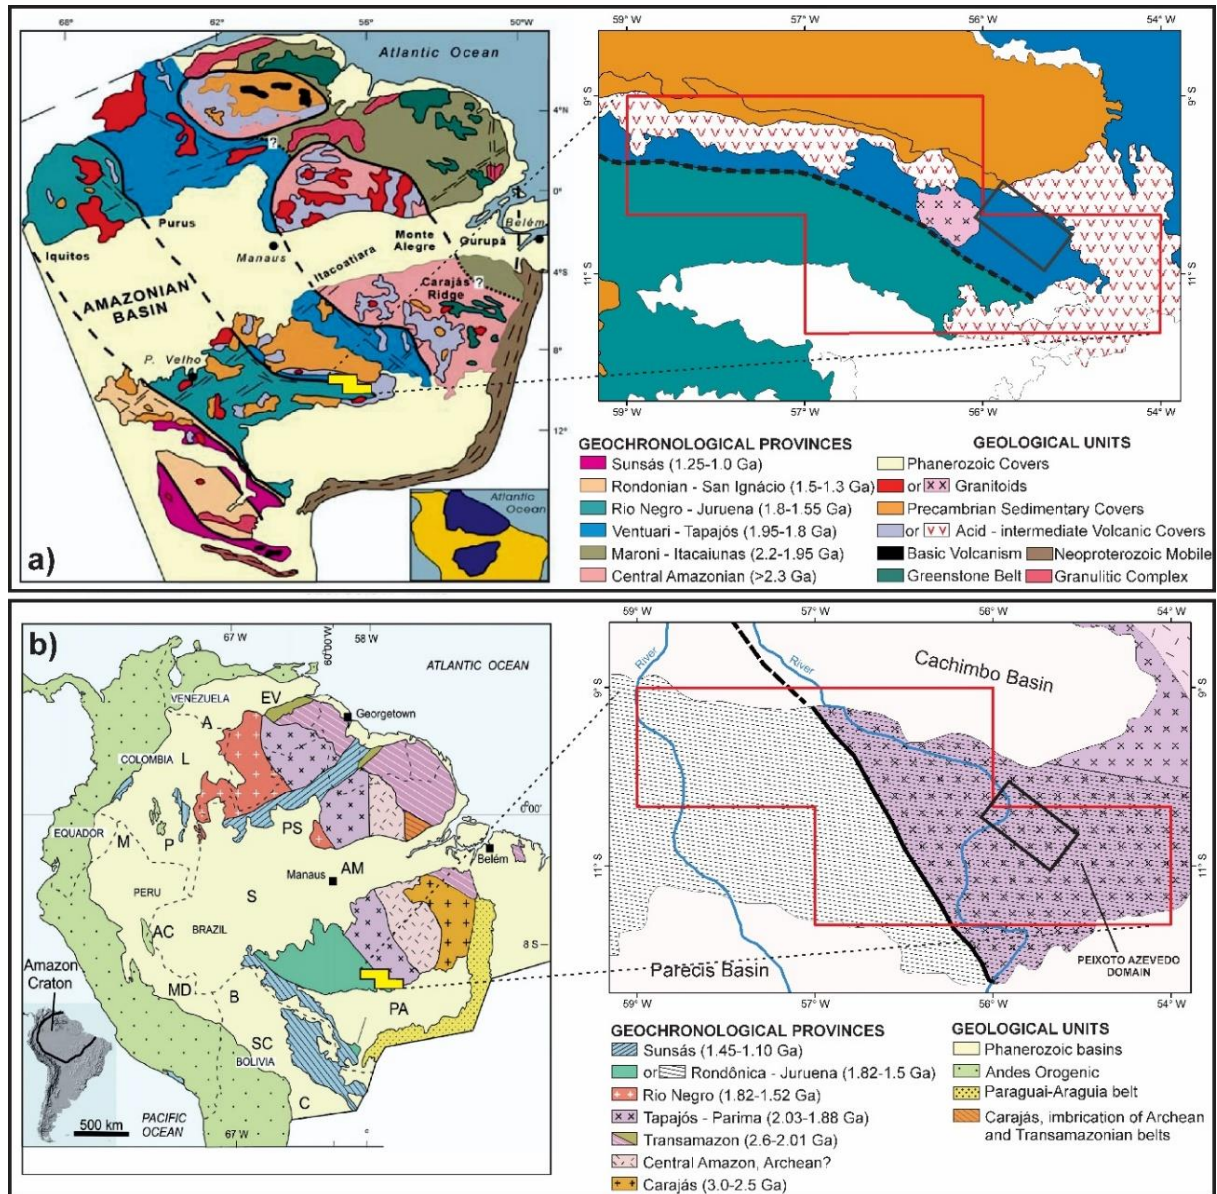 68° 62° 56° 50°W
Atlantic Ocean
4°N
?
0°
Purus
Iquitos
Manaus
Itacoatiara
Monte
Alegre
Gurupá
Belém
4°S
Carajás
Ridge
?
AMAZONIAN
BASIN
P. Velho
8°
12°
Atlantic
Ocean
a)
59°W 57°W 56°W 54°W
9°S
11°S
59°W 57°W 56°W 54°W
GEOCHRONOLOGICAL PROVINCES
Sunsás (1.25-1.0 Ga)
Rondonian - San Ignácio (1.5-1.3 Ga)
Rio Negro - Juruena (1.8-1.55 Ga)
Ventuari - Tapajós (1.95-1.8 Ga)
Maroni - Itacaiunas (2.2-1.95 Ga)
Central Amazonian (>2.3 Ga)
GEOLOGICAL UNITS
Phanerozoic Covers
or Granitoids
Precambrian Sedimentary Covers
or Acid - intermediate Volcanic Covers
Basic Volcanism
Neoproterozoic Mobile
Greenstone Belt
Granulitic Complex
b)
67 W 60°00'W 58 W
ATLANTIC OCEAN
VENEZUELA
EV
A
Georgetown
COLOMBIA
L
0°00'
EQUADOR
M
P
PS
Belém
PERU
Manaus
AM
S
BRAZIL
AC
8 S
MD
B
PA
SC
BOLIVIA
C
Amazon
Craton
500 km
PACIFIC
OCEAN
67 W
59°W 57°W 56°W 54°W
River
River
Cachimbo Basin
9°S
11°S
Parecis Basin
PEIXOTO AZEVEDO
DOMAIN
59°W 57°W 56°W 54°W
GEOCHRONOLOGICAL PROVINCES
Sunsás (1.45-1.10 Ga)
or Rondônica - Juruena (1.82-1.5 Ga)
Rio Negro (1.82-1.52 Ga)
Tapajós - Parima (2.03-1.88 Ga)
Transamazon (2.6-2.01 Ga)
Central Amazon, Archean?
Carajás (3.0-2.5 Ga)
GEOLOGICAL UNITS
Phanerozoic basins
Andes Orogenic
Paraguai-Araguia belt
Carajás, imbrication of Archean
and Transamazonian belts